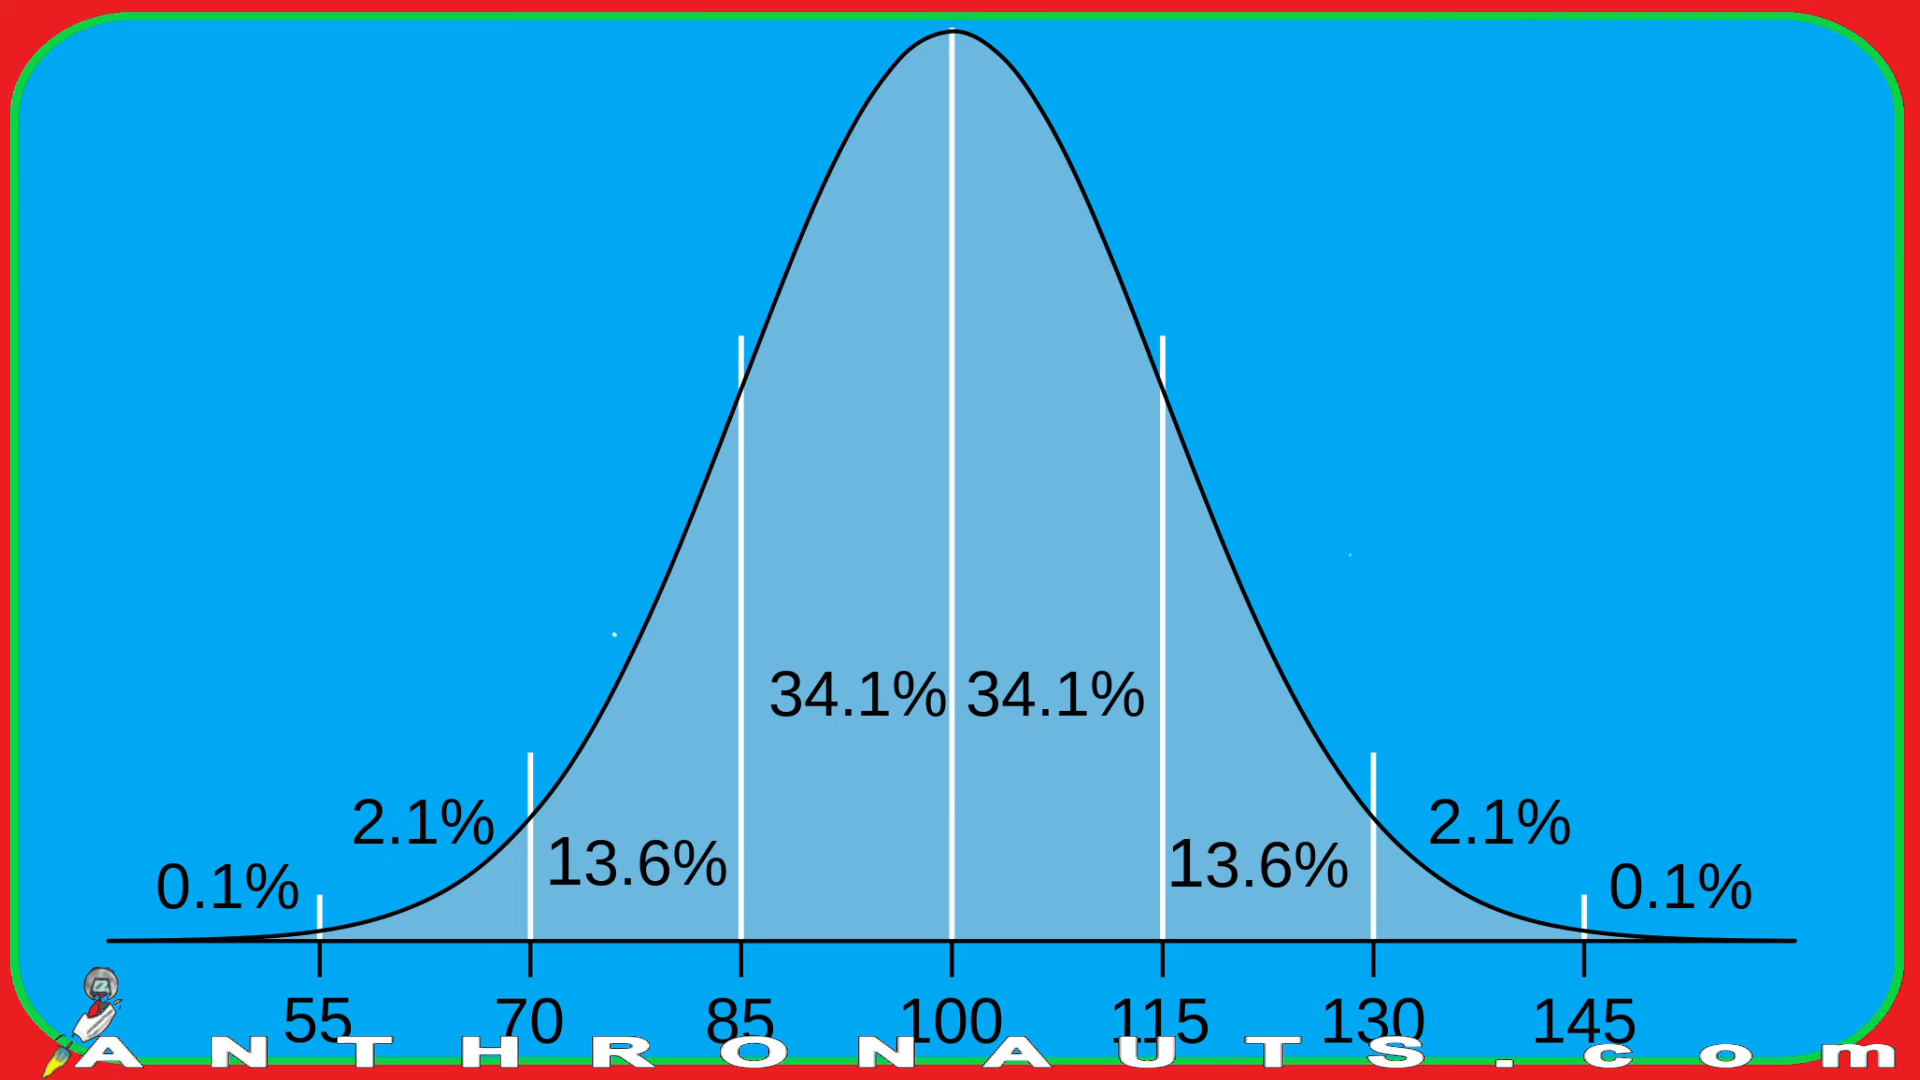 34.1% 34.1%
2.1% 2.1%
13.6% 13.6%
0.1% 0.1%
55 70 85 100 115 130 145
ANTHRONAUTS.com